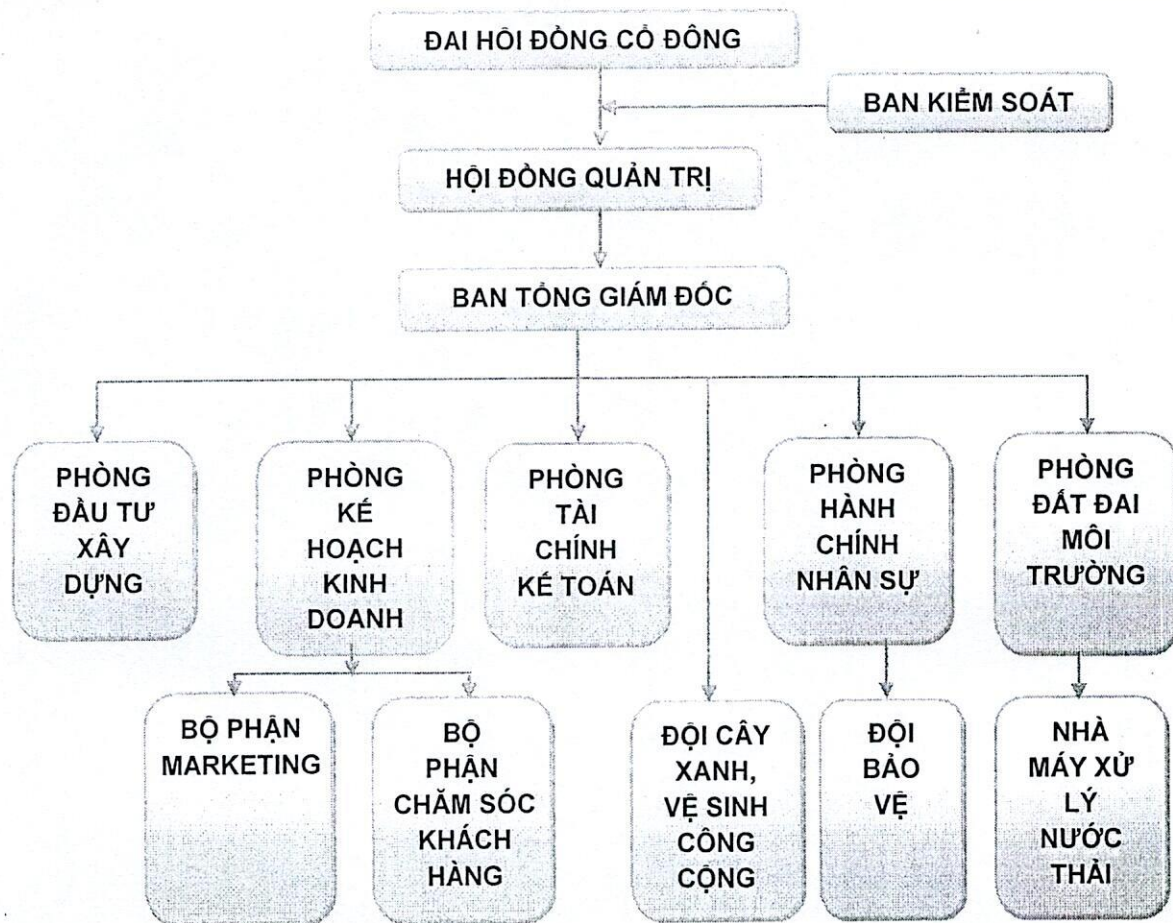 ĐAI HÔI ĐỒNG CỔ ĐÔNG
BAN KIỂM SOÁT
HỘI ĐỒNG QUẢN TRỊ
BAN TỔNG GIÁM ĐỐC
PHÒNG
ĐẦU TƯ
XÂY
DỰNG
PHÒNG
KẾ
HOẠCH
KINH
DOANH
PHÒNG
TÀI
CHÍNH
KẾ TOÁN
PHÒNG
HÀNH
CHÍNH
NHÂN SỰ
PHÒNG
ĐẤT ĐAI
MÔI
TRƯỜNG
BỘ PHẬN
MARKETING
BỘ
PHẬN
CHĂM SÓC
KHÁCH
HÀNG
ĐỘI CÂY
XANH,
VỆ SINH
CÔNG
CỘNG
ĐỘI
BẢO
VỆ
NHÀ
MÁY XỬ
LÝ
NƯỚC
THẢI